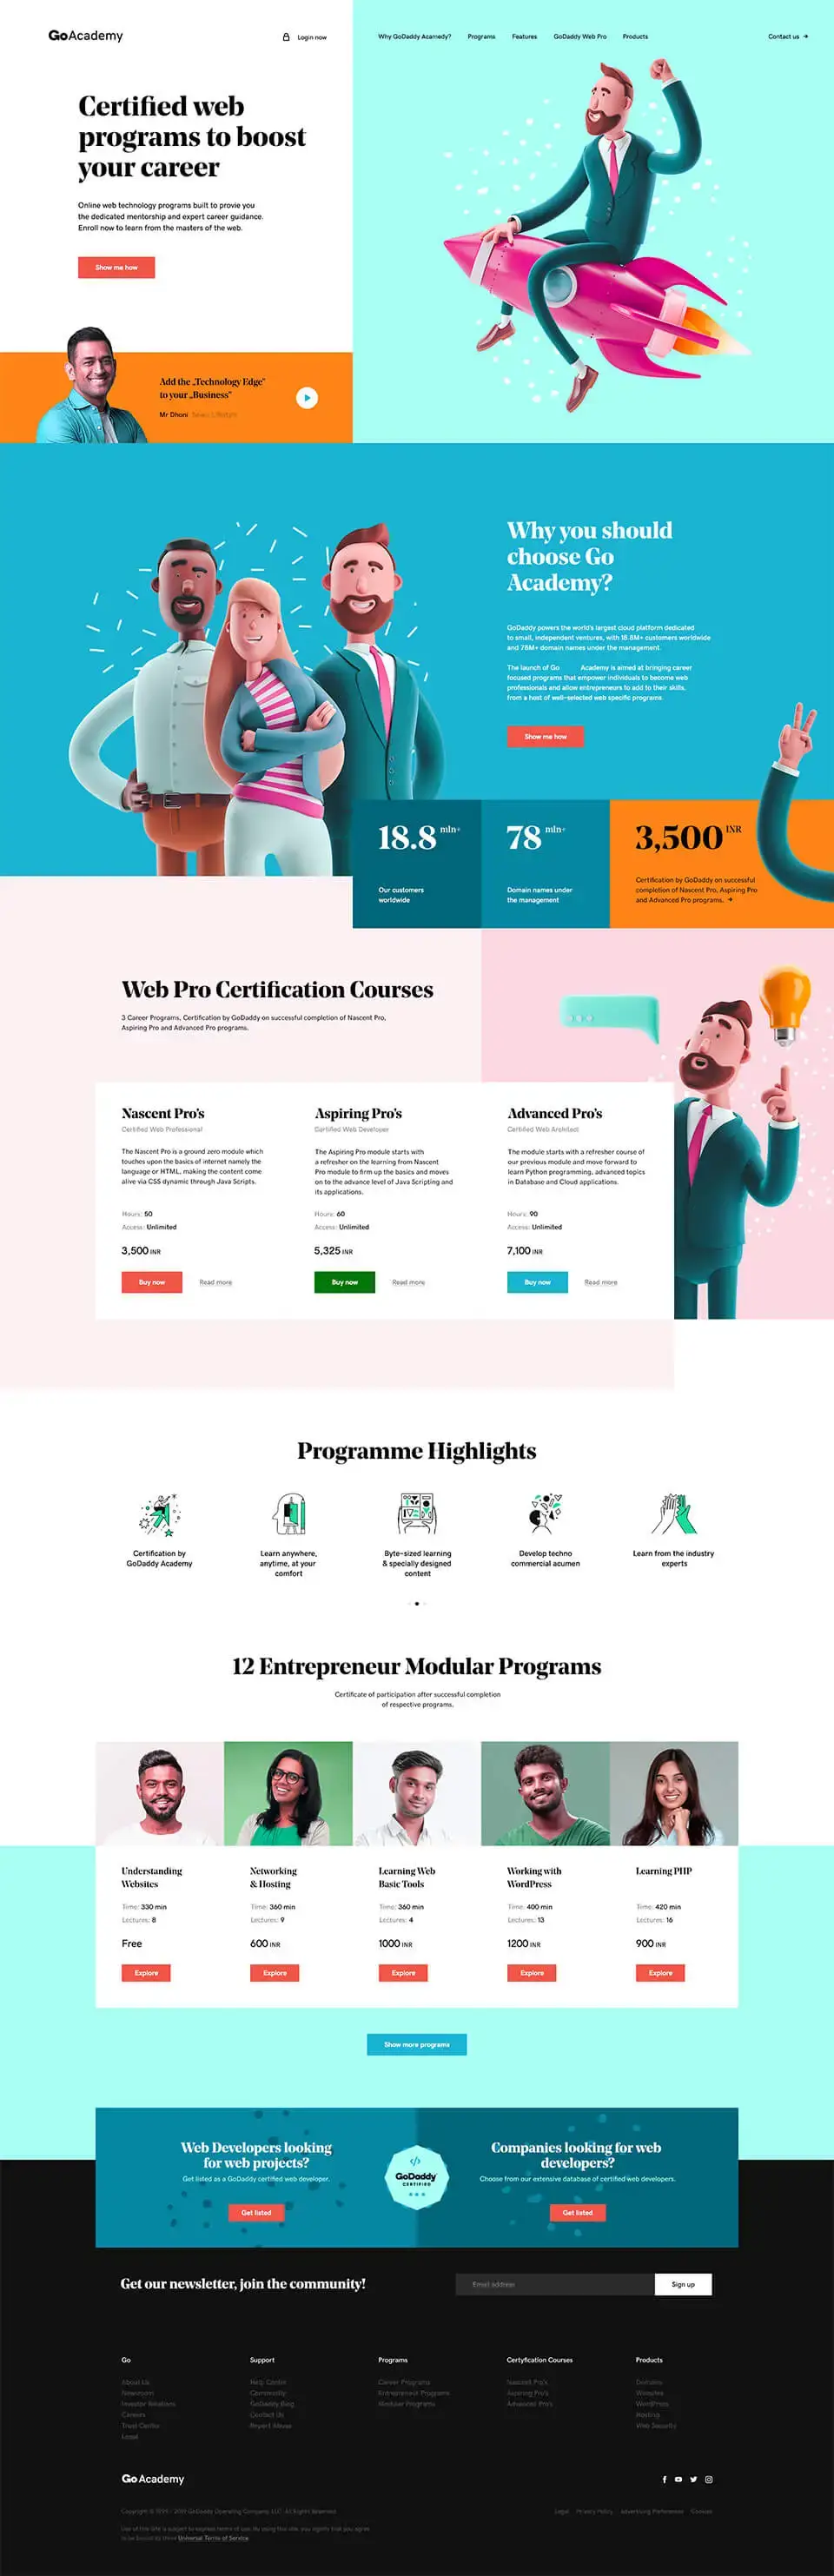 GoAcademy
Login now
Why GoDaddy Acamedy?
Programs
Features
GoDaddy Web Pro
Products
Contact us →
Certified web
programs to boost
your career
Online web technology programs built to provie you
the dedicated mentorship and expert career guidance.
Enroll now to learn from the masters of the web.
Show me how
Add the „Technology Edge"
to your „Business"
Mr Dhoni
Why you should
choose Go
Academy?
GoDaddy powers the world's largest cloud platform dedicated
to small, independent ventures, with 18.8M+ customers worldwide
and 78M+ domain names under the management.
The launch of Go Academy is aimed at bringing career
focused programs that empower individuals to become web
professionals and allow entrepreneurs to add to their skills,
from a host of well-selected web specific programs.
Show me how
18.8 mln+
Our customers
worldwide
78 mln+
Domain names under
the management
3,500 INR
Certification by GoDaddy on successful
completion of Nascent Pro, Aspiring Pro
and Advanced Pro programs. →
Web Pro Certification Courses
3 Career Programs, Certification by GoDaddy on successful completion of Nascent Pro,
Aspiring Pro and Advanced Pro programs.
Nascent Pro's
Certified Web Professional
The Nascent Pro is a ground zero module which
touches upon the basics of internet namely the
language or HTML, making the content come
alive via CSS dynamic through Java Scripts.
Hours: 50
Access: Unlimited
3,500 INR
Buy now
Read more
Aspiring Pro's
Certified Web Developer
The Aspiring Pro module starts with
a refresher on the learning from Nascent
Pro module to firm up the basics and moves
on to the advance level of Java Scripting and
its applications.
Hours: 60
Access: Unlimited
5,325 INR
Buy now
Read more
Advanced Pro's
Certified Web Architect
The module starts with a refresher course of
our previous module and move forward to
learn Python programming, advanced topics
in Database and Cloud applications.
Hours: 90
Access: Unlimited
7,100 INR
Buy now
Read more
Programme Highlights
Certification by
GoDaddy Academy
Learn anywhere,
anytime, at your
comfort
Byte-sized learning
& specially designed
content
Develop techno
commercial acumen
Learn from the industry
experts
12 Entrepreneur Modular Programs
Certificate of participation after successful completion
of respective programs.
Understanding
Websites
Time: 330 min
Lectures: 8
Free
Explore
Networking
& Hosting
Time: 360 min
Lectures: 9
600 INR
Explore
Learning Web
Basic Tools
Time: 360 min
Lectures: 4
1000 INR
Explore
Working with
WordPress
Time: 400 min
Lectures: 13
1200 INR
Explore
Learning PHP
Time: 420 min
Lectures: 16
900 INR
Explore
Show more programs
Web Developers looking
for web projects?
Get listed as a GoDaddy certified web developer.
Get listed
</>
GoDaddy
CERTIFIED
Companies looking for web
developers?
Choose from our extensive database of certified web developers.
Get listed
Get our newsletter, join the community!
Email address
Sign up
Go
About Us
Newsroom
Investor Relations
Careers
Trust Center
Legal
Support
Help Center
Community
GoDaddy Blog
Contact Us
Report Abuse
Programs
Career Programs
Entrepreneur Programs
Modular Programs
Certyfication Courses
Nascent Pro's
Aspiring Pro's
Advanced Pro's
Products
Domains
Websites
WordPress
Hosting
Web Security
GoAcademy
Copyright © 1999 - 2019 GoDaddy Operating Company, LLC. All Rights Reserved.
Legal
Privacy Policy
Advertising Preferences
Cookies
Use of this Site is subject to express terms of use. By using this site, you signify that you agree
to be bound by these Universal Terms of Service